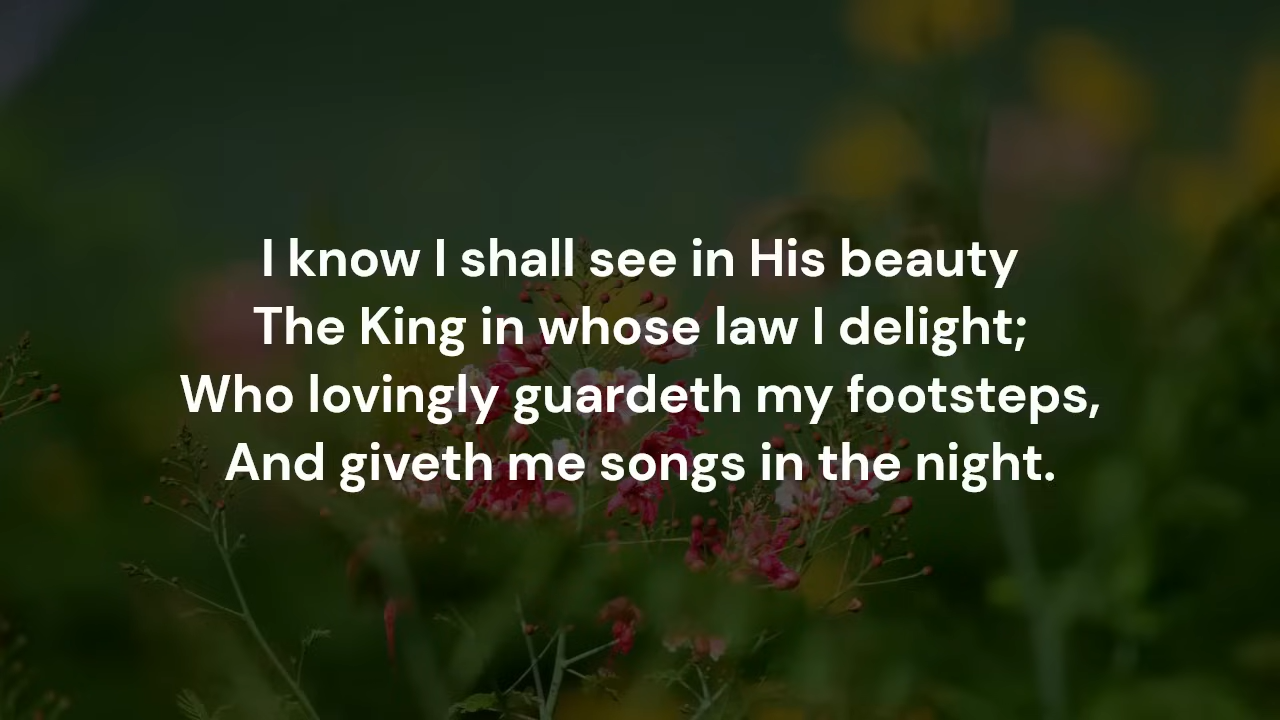 I know I shall see in His beauty
The King in whose law I delight;
Who lovingly guardeth my footsteps,
And giveth me songs in the night.